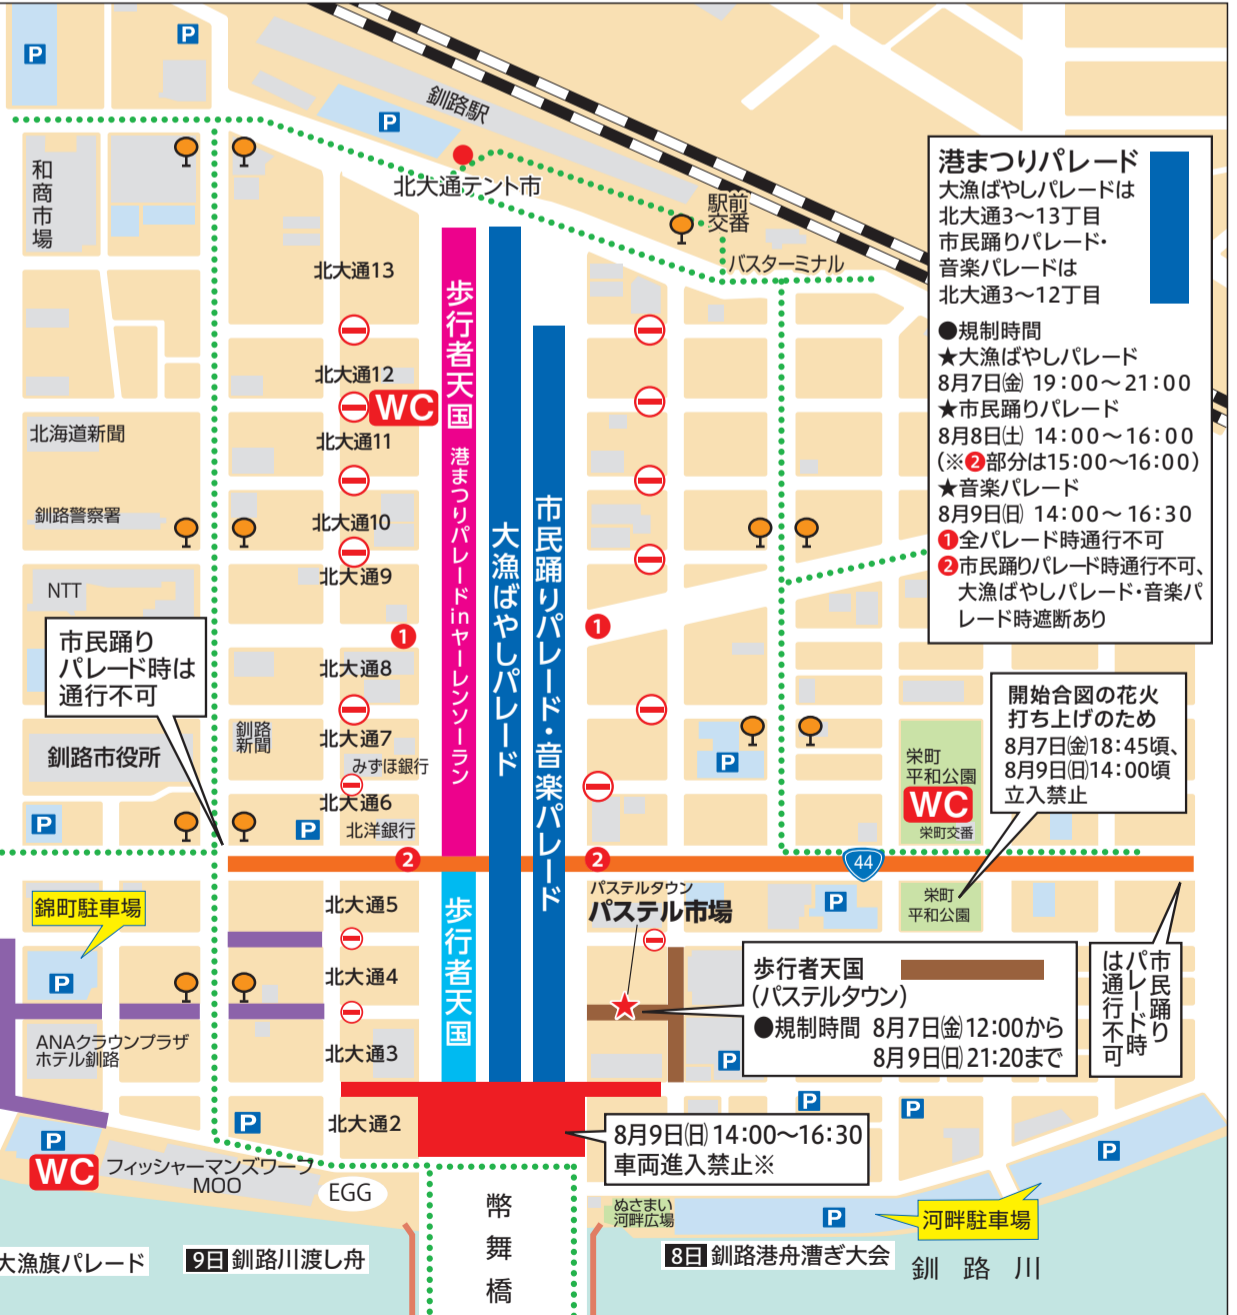 P
P
P
釧路駅
北大通テント市
駅前
交番
バスターミナル
和商市場
港まつりパレード
大漁ばやしパレードは
北大通3〜13丁目
市民踊りパレード・
音楽パレードは
北大通3〜12丁目
●規制時間
★大漁ばやしパレード
8月7日㈮ 19:00〜21:00
★市民踊りパレード
8月8日㈯ 14:00〜16:00
(※❷部分は15:00〜16:00)
★音楽パレード
8月9日㈰ 14:00〜16:30
❶全パレード時通行不可
❷市民踊りパレード時通行不可、
大漁ばやしパレード・音楽パ
レード時遮断あり
北大通13
北大通12
WC
北大通11
北大通10
北大通9
北大通8
北大通7
みずほ銀行
北大通6
北洋銀行
歩行者天国
港まつりパレードinヤーレンソーラン
大漁ばやしパレード
市民踊りパレード・音楽パレード
北海道新聞
釧路警察署
NTT
市民踊り
パレード時は
通行不可
釧路市役所
釧路
新聞
P
P
1
1
2
2
P
栄町
平和公園
WC
栄町交番
開始合図の花火
打ち上げのため
8月7日㈮18:45頃、
8月9日㈰14:00頃
立入禁止
44
錦町駐車場
P
ANAクラウンプラザ
ホテル釧路
北大通5
北大通4
北大通3
北大通2
歩行者天国
パステルタウン
パステル市場
P
栄町
平和公園
歩行者天国
(パステルタウン)
●規制時間 8月7日㈮12:00から
8月9日㈰21:20まで
市民踊り
パレード時
は通行不可
P
P
P
P
P
WC
フィッシャーマンズワーフ
MOO
EGG
8月9日㈰14:00〜16:30
車両進入禁止※
幣舞橋
ぬさまい
河畔広場
P
P
河畔駐車場
大漁旗パレード
9日 釧路川渡し舟
8日 釧路港舟漕ぎ大会
釧路川